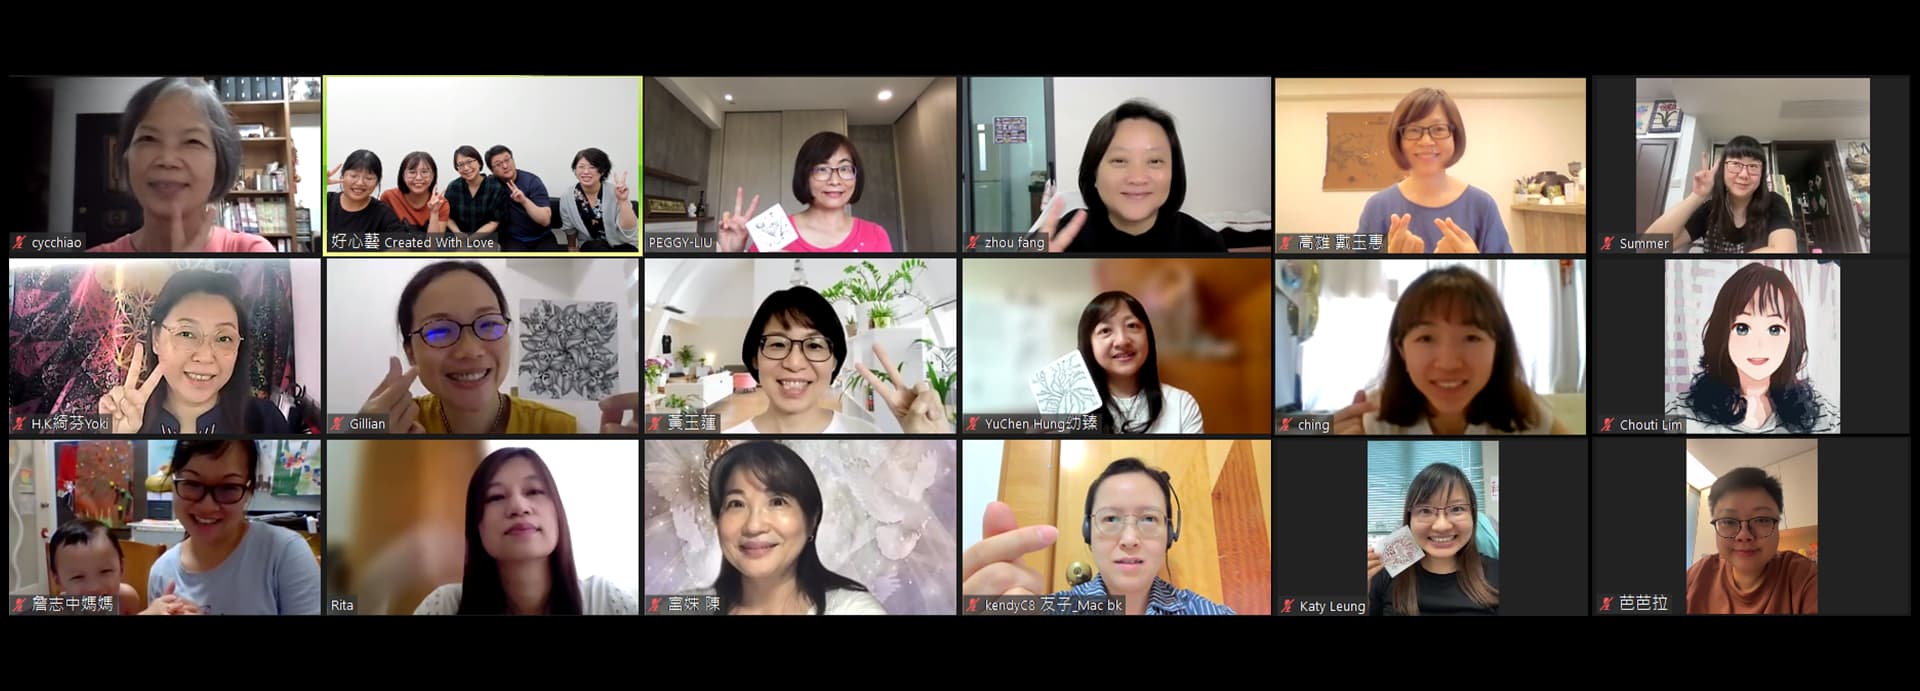 cycchiao
好心藝 Created With Love
PEGGY-LIU
zhou fang
高雄 戴玉惠
Summer
H.K綺芬Yoki
Gillian
黃玉蓮
YuChen Hung幼臻
ching
Chouti Lim
詹志中媽媽
Rita
富姝 陳
kendyC8 友子_Mac bk
Katy Leung
芭芭拉